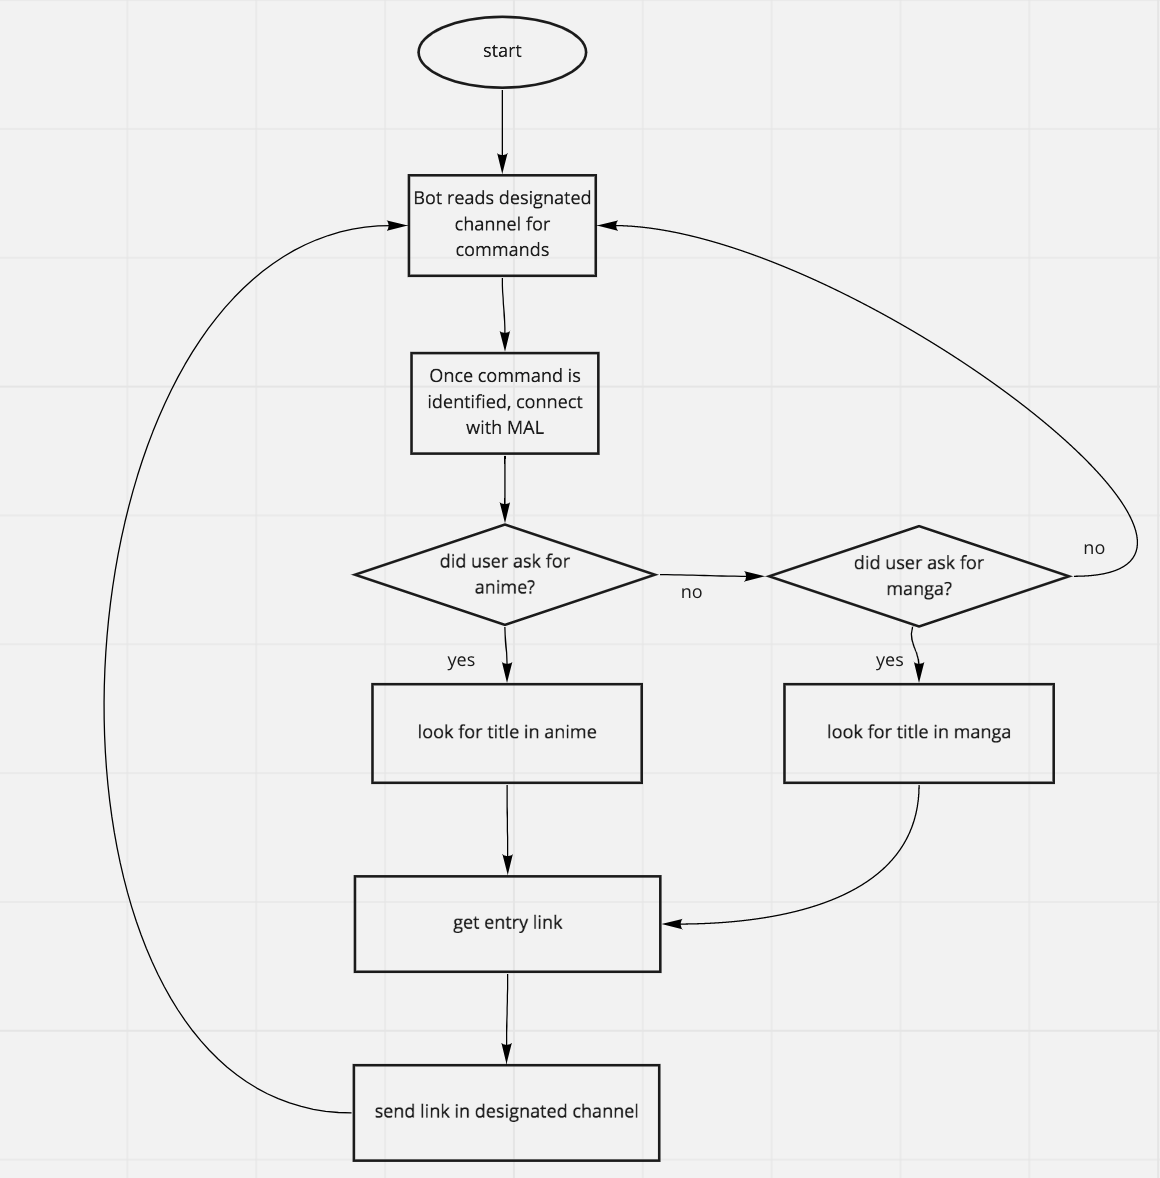 start
Bot reads designated
channel for
commands
Once command is
identified, connect
with MAL
did user ask for
anime?
no
did user ask for
manga?
no
yes
yes
look for title in anime
look for title in manga
get entry link
send link in designated channel